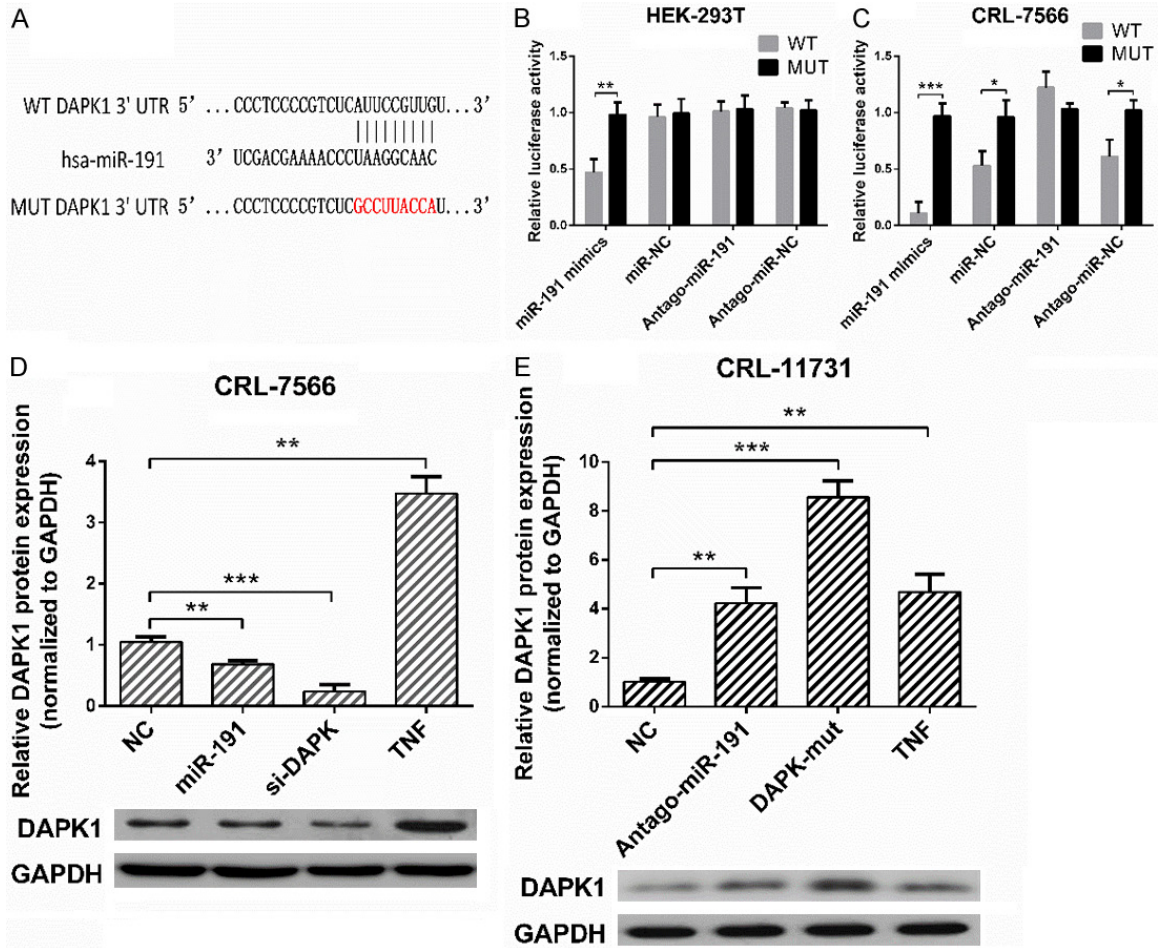 A
WT DAPK1 3' UTR 5' ...CCCTCCCCGTCUCAUUCCGUUGU...3'
hsa-miR-191 3' UCGACGAAAACCCUAAGGCAAC
MUT DAPK1 3' UTR 5' ...CCCTCCCCGTCUCGCCUUACCAU...3'
B
HEK-293T
WT
MUT
Relative luciferase activity
1.5
1.0
0.5
0.0
**
miR-191 mimics
miR-NC
Antago-miR-191
Antago-miR-NC
C
CRL-7566
WT
MUT
Relative luciferase activity
1.5
1.0
0.5
0.0
***
*
*
miR-191 mimics
miR-NC
Antago-miR-191
Antago-miR-NC
D
CRL-7566
Relative DAPK1 protein expression
(normalized to GAPDH)
4
3
2
1
0
**
***
**
NC
miR-191
si-DAPK
TNF
DAPK1
GAPDH
E
CRL-11731
Relative DAPK1 protein expression
(normalized to GAPDH)
10
8
6
4
2
0
**
***
**
NC
Antago-miR-191
DAPK-mut
TNF
DAPK1
GAPDH